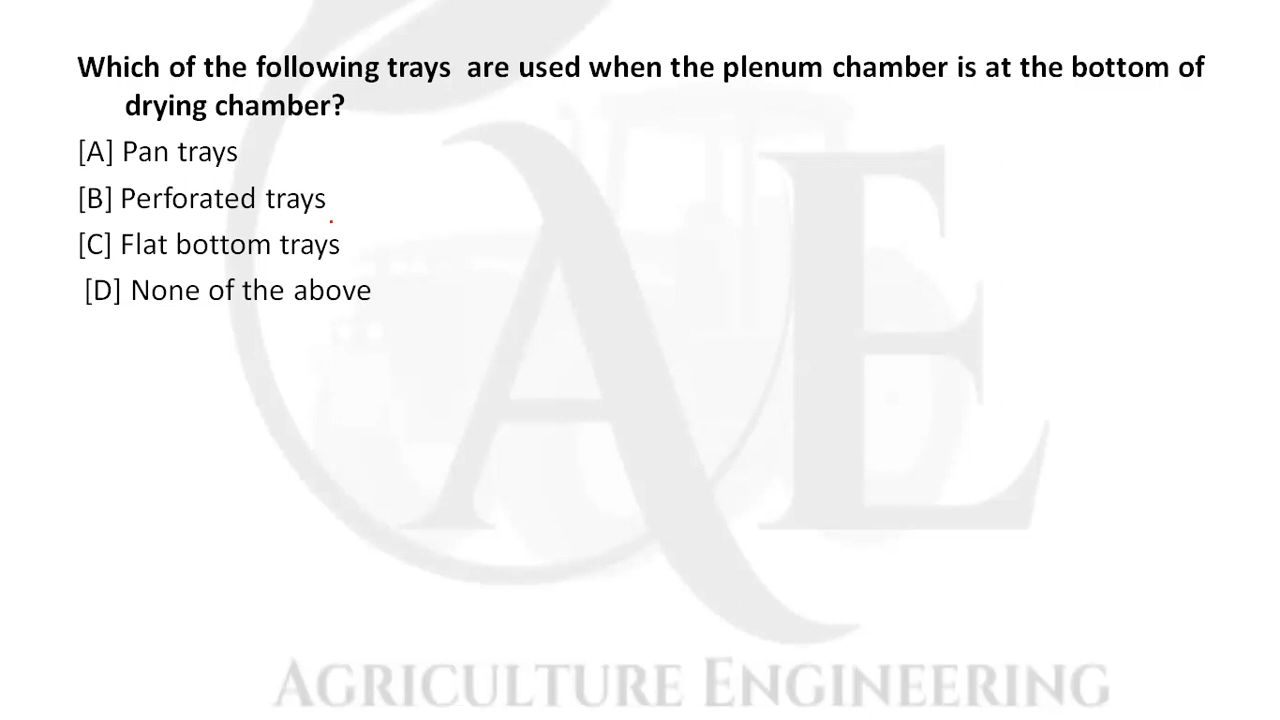 Which of the following trays  are used when the plenum chamber is at the bottom of
drying chamber?
[A] Pan trays
[B] Perforated trays
[C] Flat bottom trays
[D] None of the above
AE
AGRICULTURE ENGINEERING